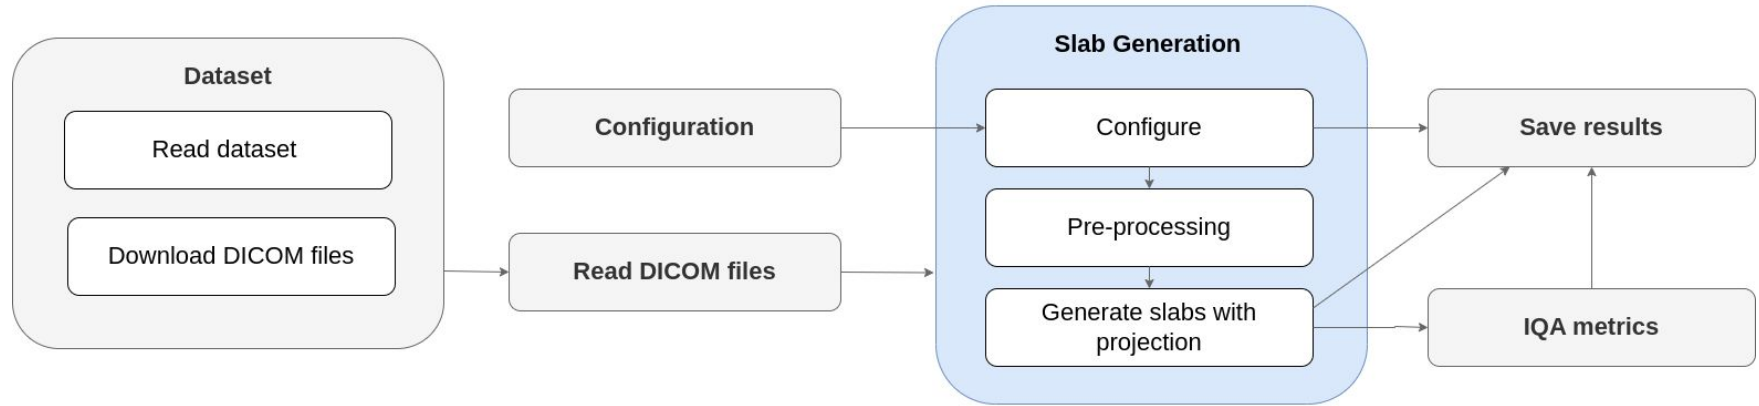 Dataset
Read dataset
Download DICOM files
Configuration
Read DICOM files
Slab Generation
Configure
Pre-processing
Generate slabs with
projection
Save results
IQA metrics